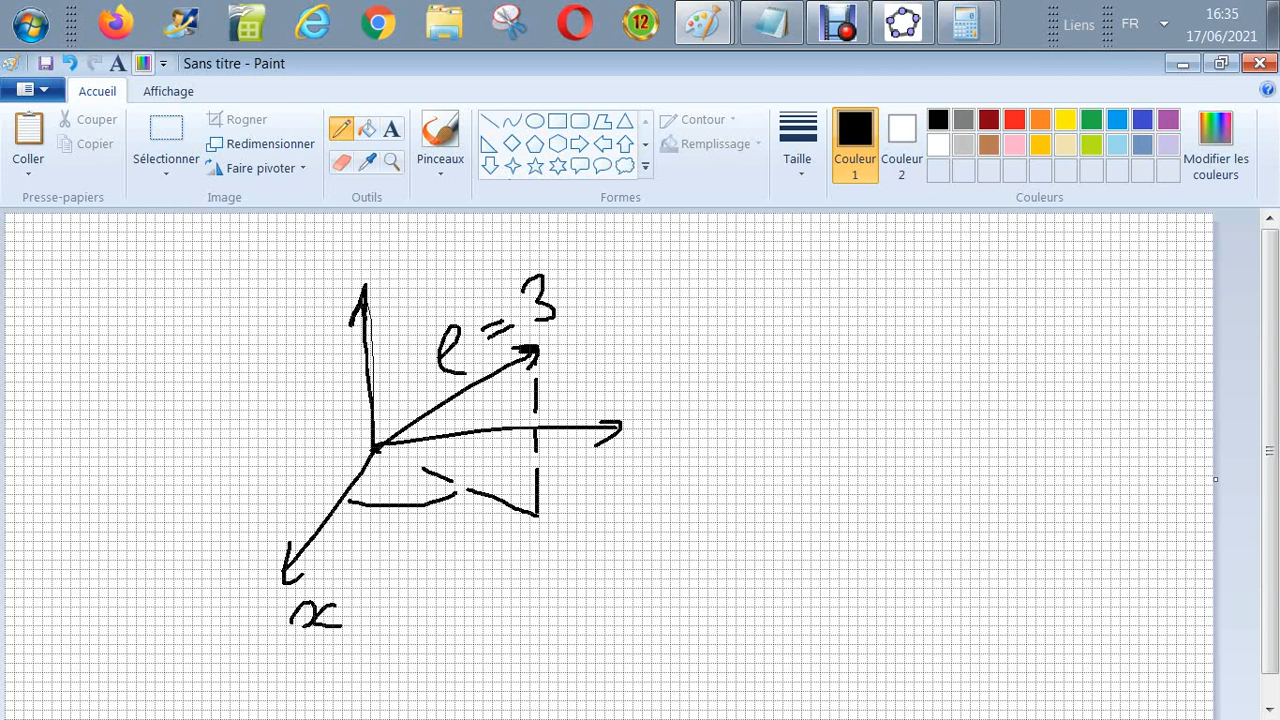 12
Liens
FR
16:35
17/06/2021
Sans titre - Paint
Accueil
Affichage
Coller
Couper
Copier
Presse-papiers
Sélectionner
Rogner
Redimensionner
Faire pivoter
Image
A
Outils
Pinceaux
Contour
Remplissage
Formes
Taille
Couleur 1
Couleur 2
Modifier les couleurs
Couleurs
e = 3
x